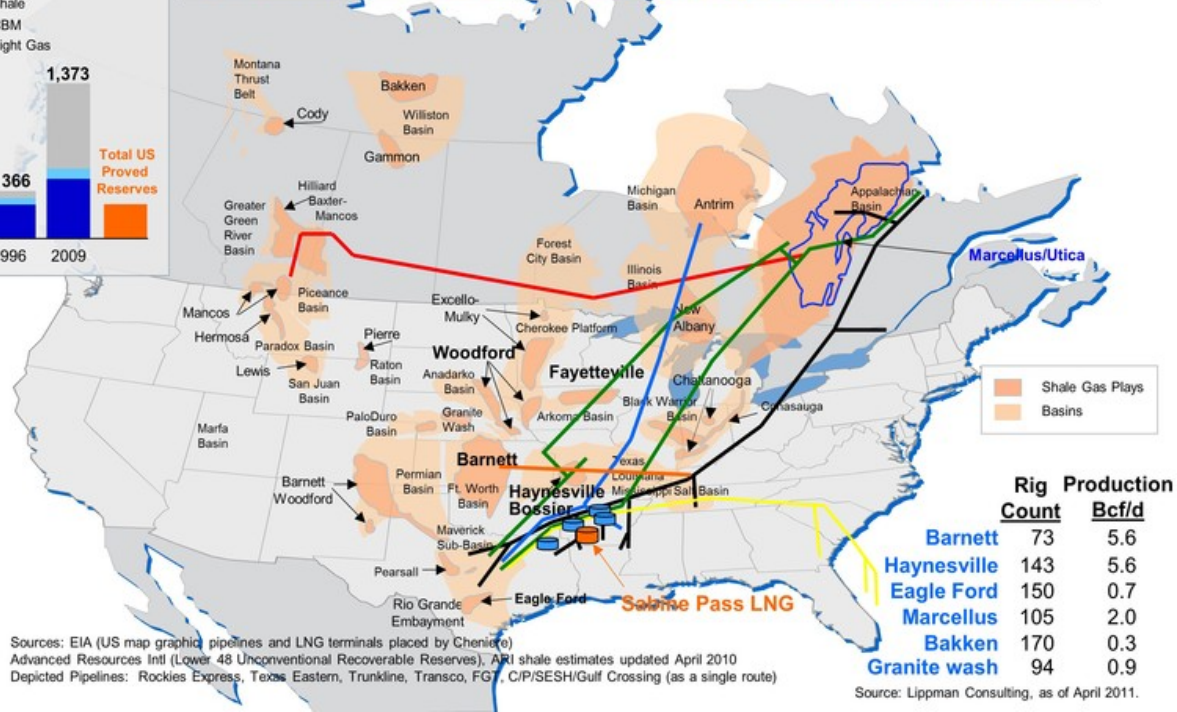 hale
BM
ight Gas
1,373
366
Total US
Proved
Reserves
996
2009
Montana
Thrust
Belt
Cody
Bakken
Williston
Basin
Gammon
Hilliard
Baxter-
Mancos
Greater
Green
River
Basin
Michigan
Basin
Antrim
Appalachian
Basin
Marcellus/Utica
Forest
City Basin
Illinois
Basin
Mancos
Piceance
Basin
Hermosa
Paradox Basin
Lewis
San Juan
Basin
Pierre
Raton
Basin
Excello-
Mulky
Cherokee Platform
New
Albany
Woodford
Anadarko
Basin
Fayetteville
Chattanooga
Black Warrior
Basin
Conasauga
Granite
Wash
Arkoma Basin
PaloDuro
Basin
Marfa
Basin
Shale Gas Plays
Basins
Barnett
Texas
Louisiana
Mississippi Salt Basin
Barnett
Woodford
Permian
Basin
Ft. Worth
Basin
Haynesville
Bossier
Maverick
Sub-Basin
Pearsall
Rio Grande
Embayment
Eagle Ford
Sabine Pass LNG
Rig Production
Count Bcf/d
Barnett 73 5.6
Haynesville 143 5.6
Eagle Ford 150 0.7
Marcellus 105 2.0
Bakken 170 0.3
Granite wash 94 0.9
Source: Lippman Consulting, as of April 2011.
Sources: EIA (US map graphic, pipelines and LNG terminals placed by Cheniere)
Advanced Resources Intl (Lower 48 Unconventional Recoverable Reserves), ARI shale estimates updated April 2010
Depicted Pipelines: Rockies Express, Texas Eastern, Trunkline, Transco, FGT, C/P/SESH/Gulf Crossing (as a single route)